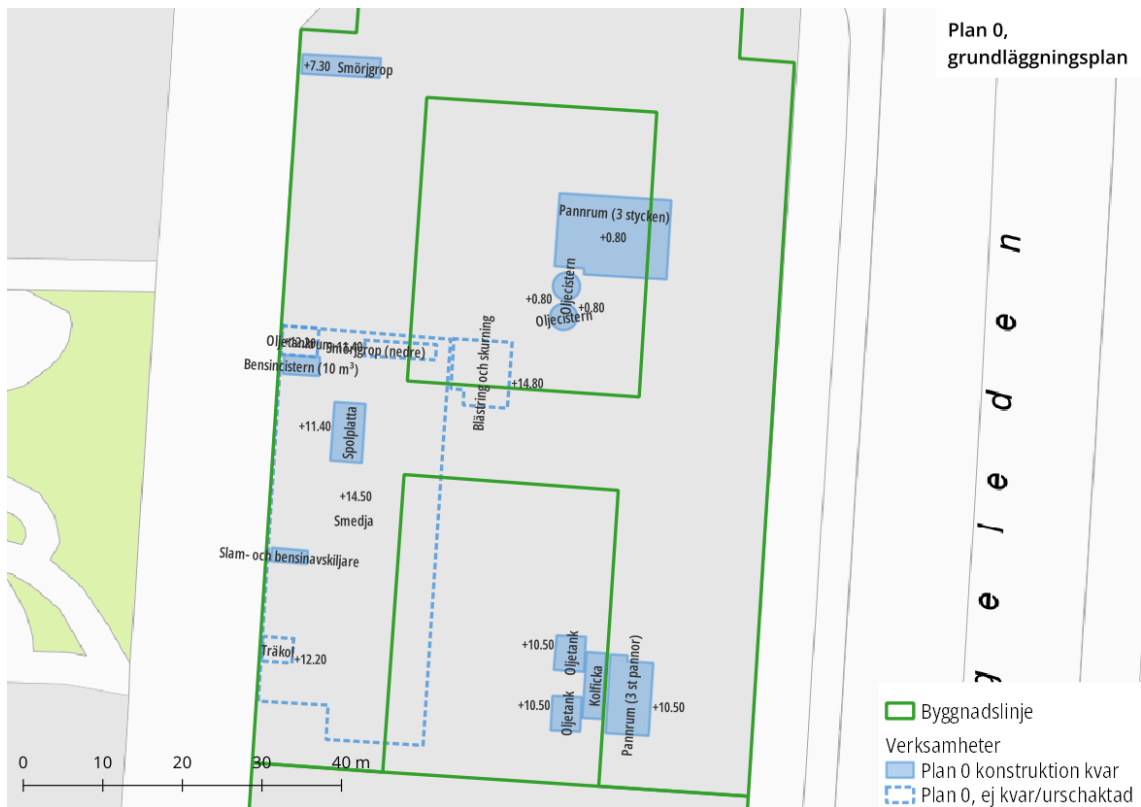 Plan 0,
grundläggningsplan
+7.30 Smörjgrop
Pannrum (3 stycken)
+0.80
Oljecistern
+0.80
+0.80
Oljecistern
+11.40
Smörjgrop (nedre)
Bensincistern (10 m³)
Blästring och skurning
+14.80
+11.40
Spolplatta
+14.50
Smedja
Slam- och bensinavskiljare
Träkol
+12.20
+10.50
Oljetank
Kolficka
Pannrum (3 st pannor)
+10.50
+10.50
Oljetank
geleden
0 10 20 30 40 m
Byggnadslinje
Verksamheter
Plan 0 konstruktion kvar
Plan 0, ej kvar/urschaktad